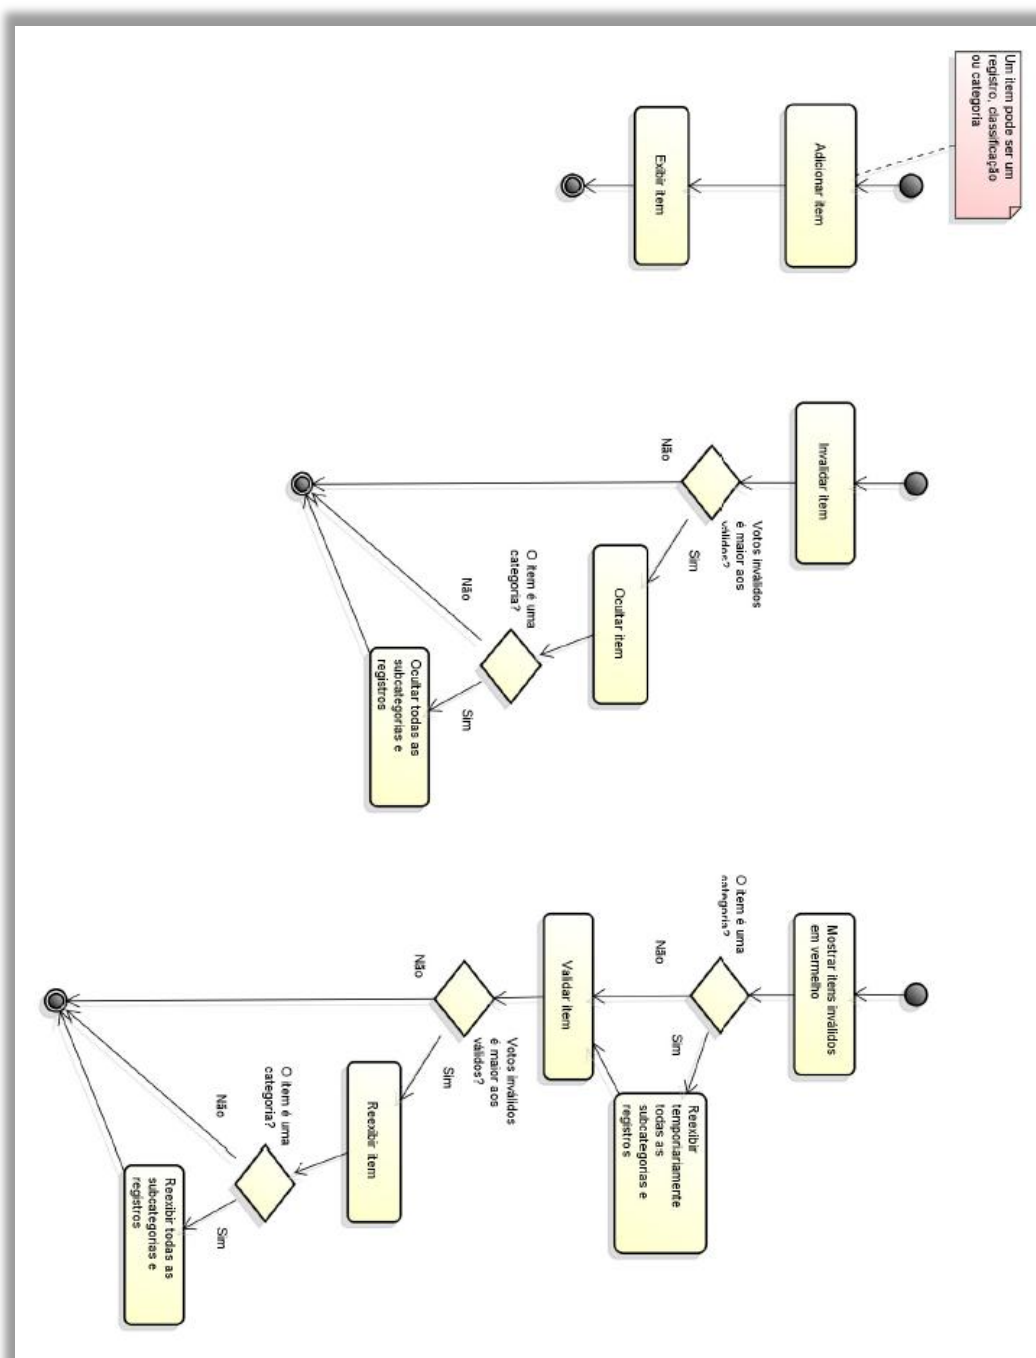 Um item pode ser um
registro, classificação
ou categoria
Adicionar item
Exibir item
Invalidar item
Votos inválidos
é maior aos
válidos?
Não
Sim
Ocultar item
O item é uma
categoria?
Não
Sim
Ocultar todas as
subcategorias e
registros
Mostrar itens inválidos
em vermelho
O item é uma
categoria?
Não
Sim
Reexibir
temporiariamente
todas as
subcategorias e
registros
Validar item
Votos inválidos
é maior aos
válidos?
Não
Sim
Reexibir item
O item é uma
categoria?
Não
Sim
Reexibir todas as
subcategorias e
registros